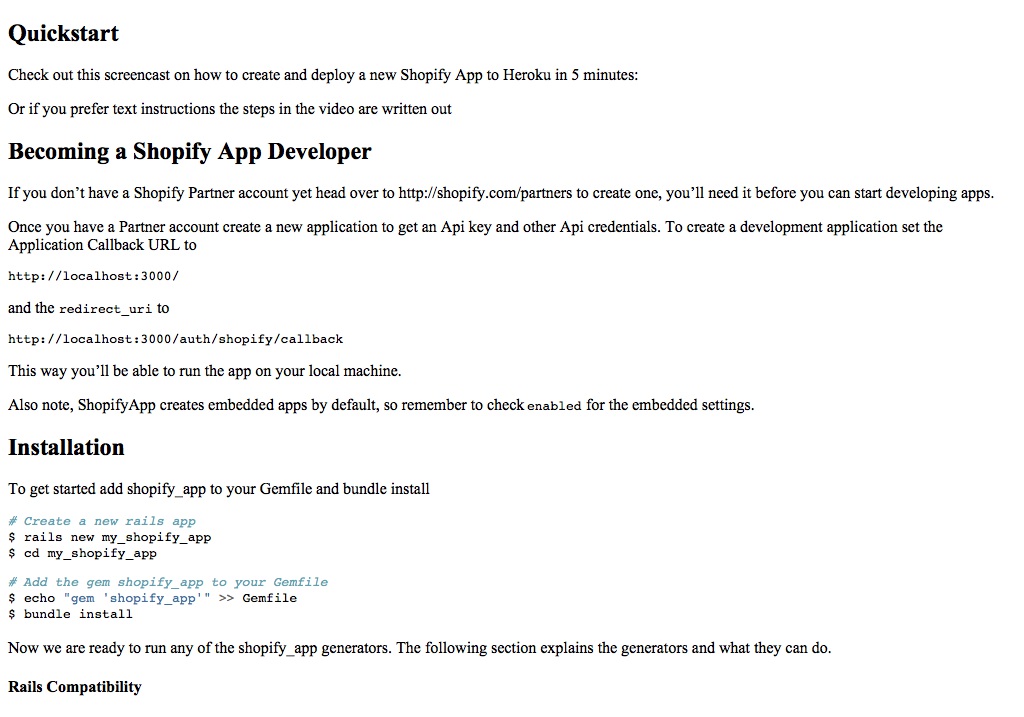 Quickstart
Check out this screencast on how to create and deploy a new Shopify App to Heroku in 5 minutes:
Or if you prefer text instructions the steps in the video are written out
Becoming a Shopify App Developer
If you don’t have a Shopify Partner account yet head over to http://shopify.com/partners to create one, you’ll need it before you can start developing apps.
Once you have a Partner account create a new application to get an Api key and other Api credentials. To create a development application set the
Application Callback URL to
http://localhost:3000/
and the redirect_uri to
http://localhost:3000/auth/shopify/callback
This way you’ll be able to run the app on your local machine.
Also note, ShopifyApp creates embedded apps by default, so remember to check enabled for the embedded settings.
Installation
To get started add shopify_app to your Gemfile and bundle install
# Create a new rails app
$ rails new my_shopify_app
$ cd my_shopify_app
# Add the gem shopify_app to your Gemfile
$ echo "gem 'shopify_app'" >> Gemfile
$ bundle install
Now we are ready to run any of the shopify_app generators. The following section explains the generators and what they can do.
Rails Compatibility